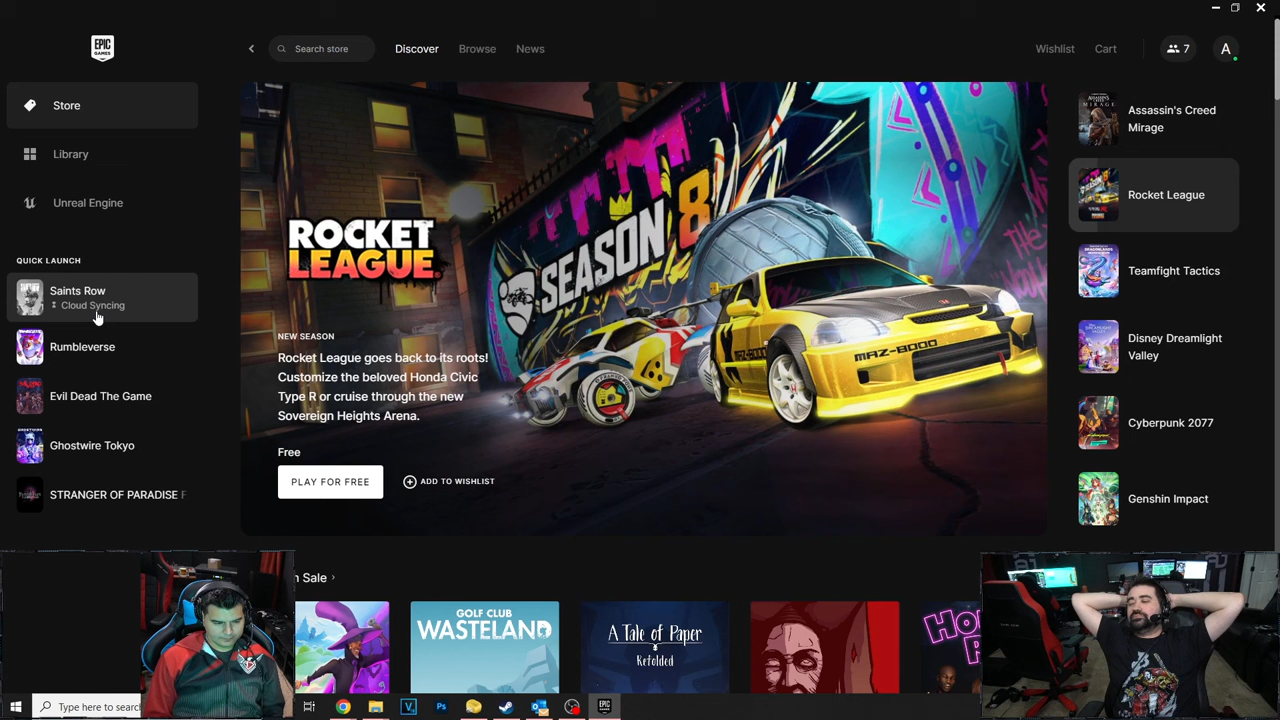 EPIC
GAMES
Search store
Discover
Browse
News
Wishlist
Cart
7
A
Store
Library
Unreal Engine
QUICK LAUNCH
Saints Row
Cloud Syncing
Rumbleverse
Evil Dead The Game
Ghostwire Tokyo
STRANGER OF PARADISE F
ROCKET
LEAGUE
SEASON 8
MAZ-8000
NEW SEASON
Rocket League goes back to its roots!
Customize the beloved Honda Civic
Type R or cruise through the new
Sovereign Heights Arena.
Free
PLAY FOR FREE
ADD TO WISHLIST
Assassin's Creed
Mirage
Rocket League
Teamfight Tactics
Disney Dreamlight
Valley
Cyberpunk 2077
Genshin Impact
n Sale
GOLF CLUB
WASTELAND
A Tale of Paper
Refolded
Type here to search
Ps
EPIC